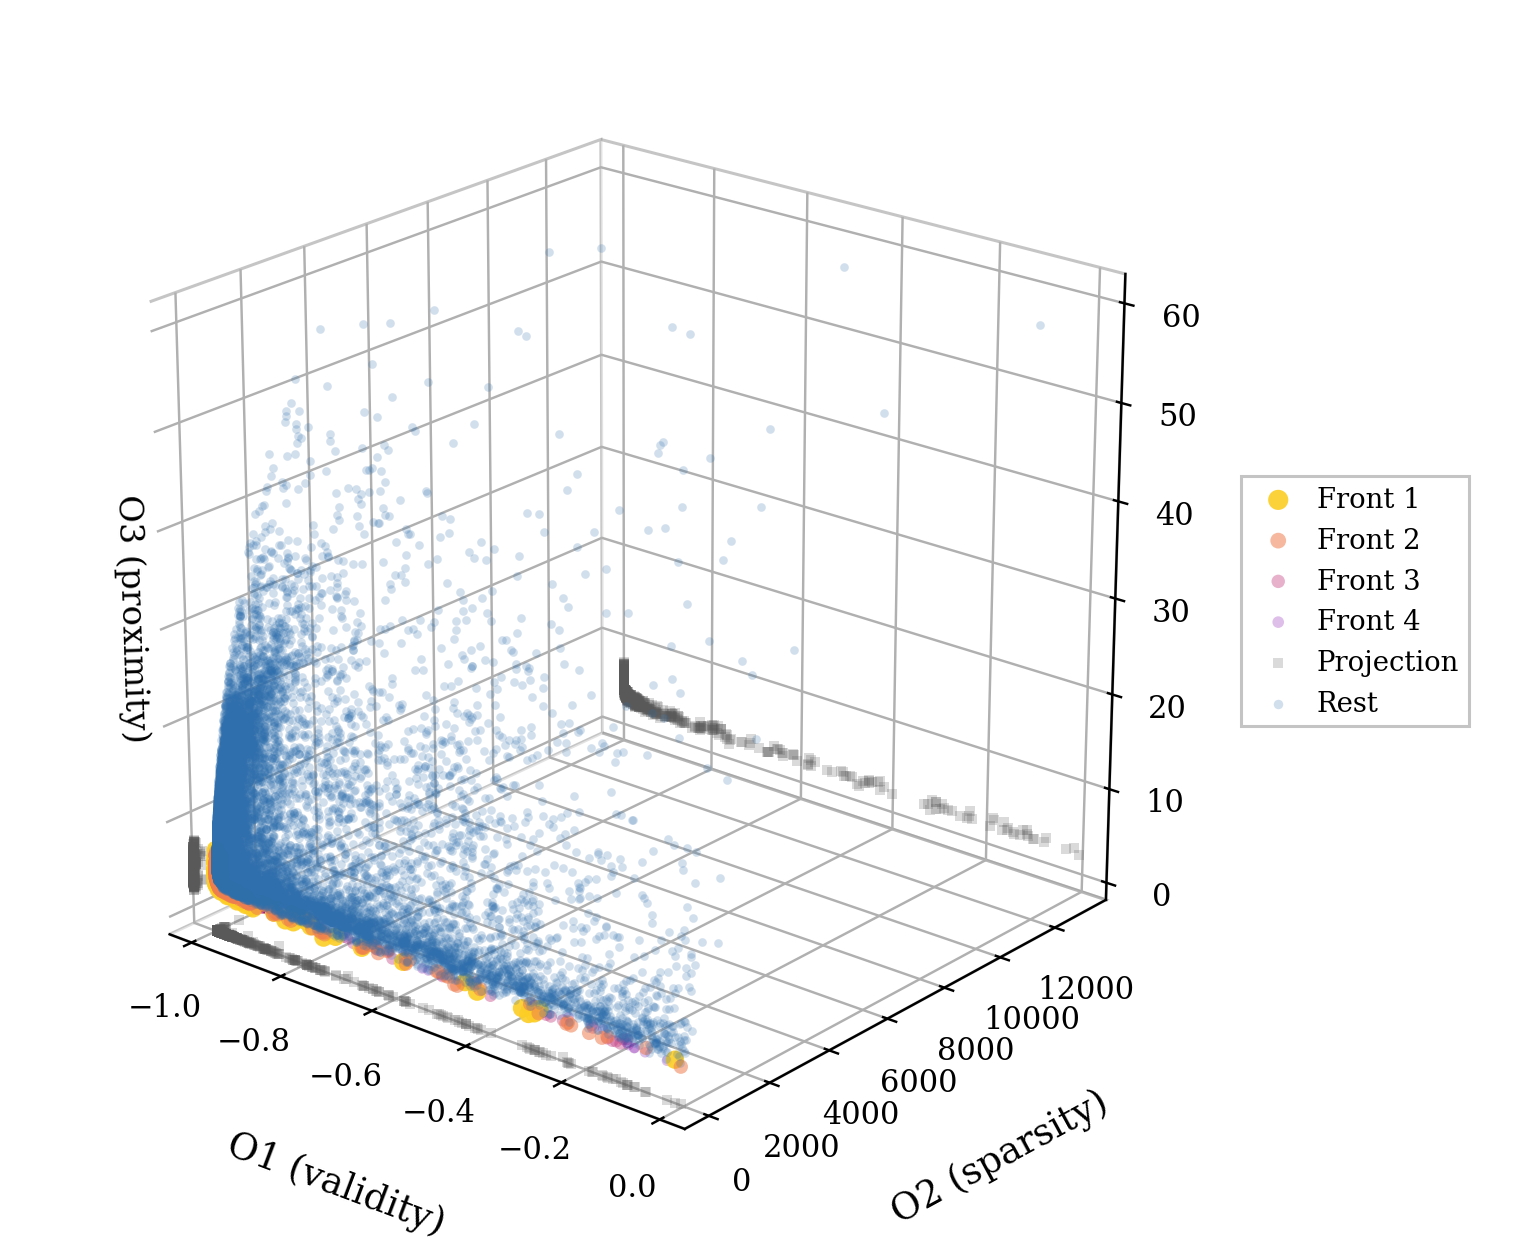 60
50
40
30
20
10
0
O3 (proximity)
−1.0
−0.8
−0.6
−0.4
−0.2
0.0
O1 (validity)
0
2000
4000
6000
8000
10000
12000
O2 (sparsity)
Front 1
Front 2
Front 3
Front 4
Projection
Rest